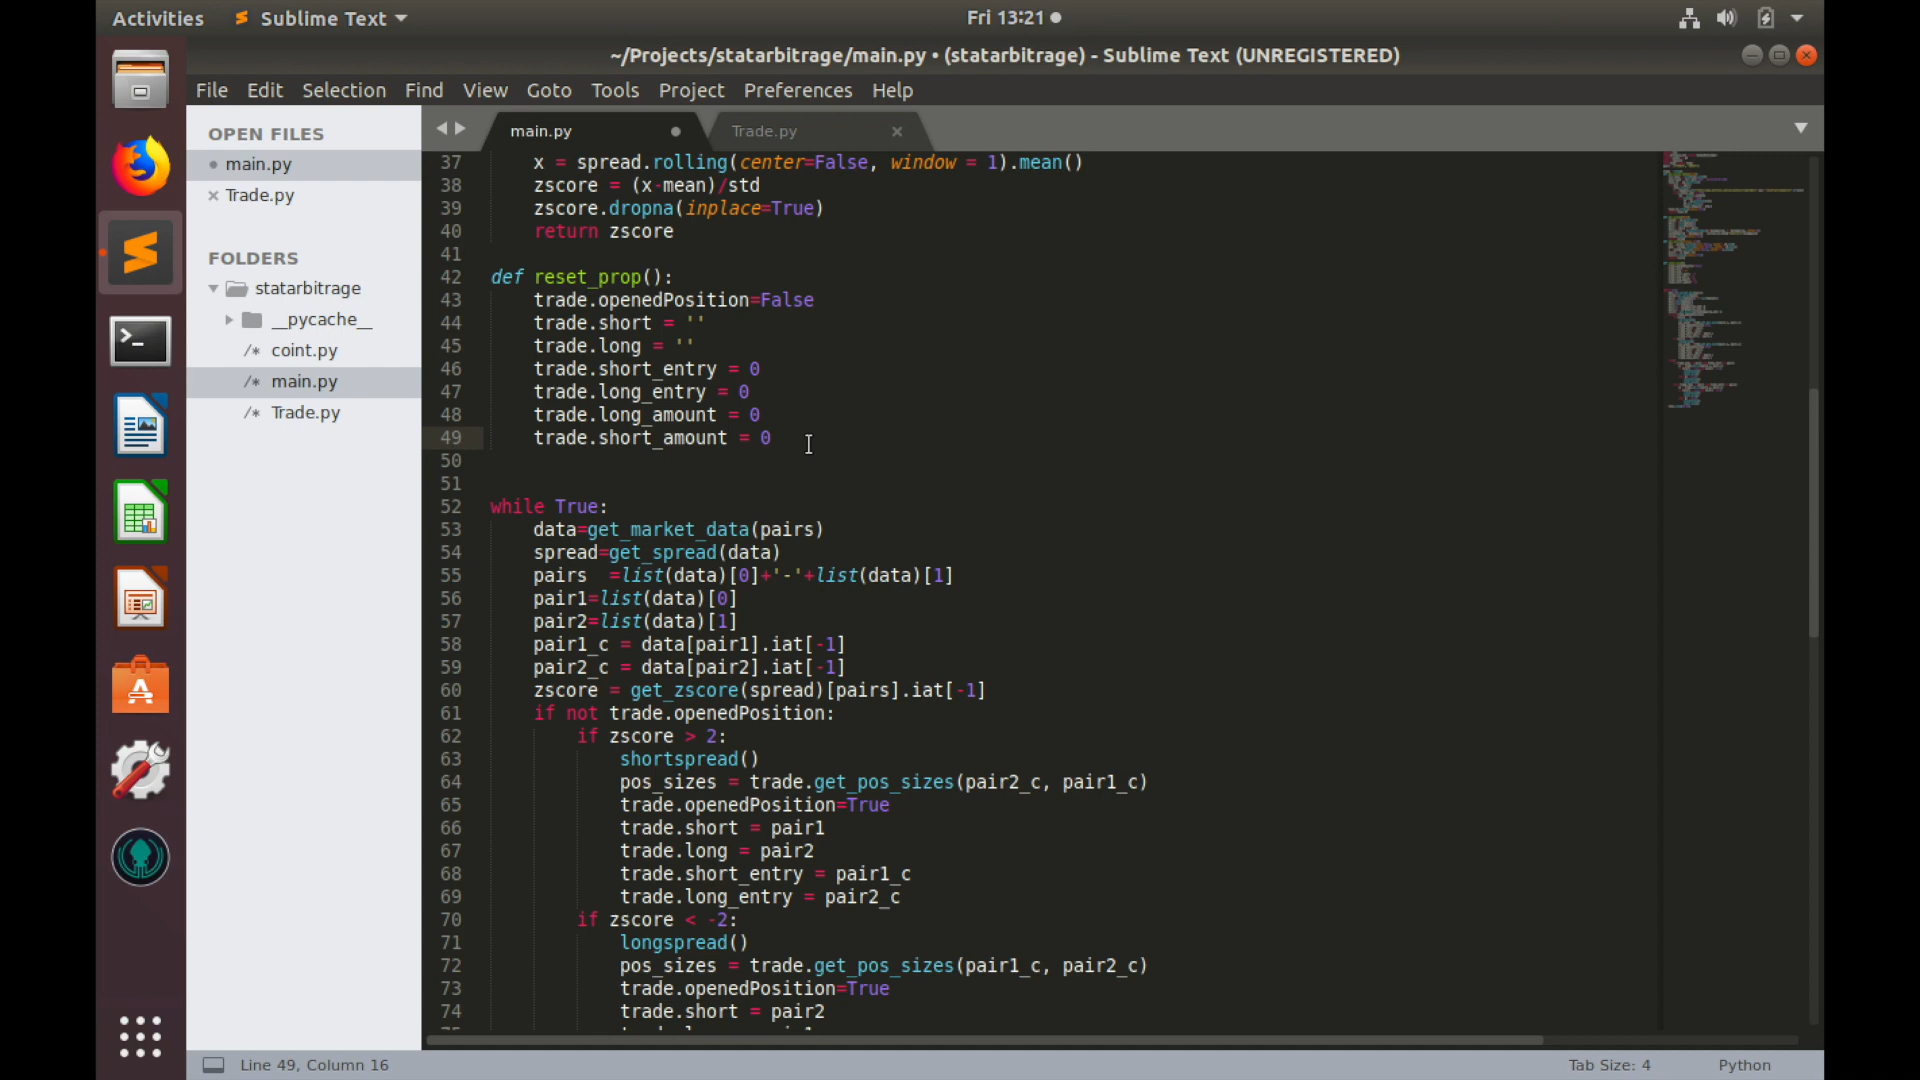 Activities
Sublime Text
Fri 13:21
~/Projects/statarbitrage/main.py • (statarbitrage) - Sublime Text (UNREGISTERED)
File Edit Selection Find View Goto Tools Project Preferences Help
OPEN FILES
main.py
Trade.py
FOLDERS
statarbitrage
__pycache__
/* coint.py
/* main.py
/* Trade.py
main.py
Trade.py
37     x = spread.rolling(center=False, window = 1).mean()
38     zscore = (x-mean)/std
39     zscore.dropna(inplace=True)
40     return zscore
41
42 def reset_prop():
43     trade.openedPosition=False
44     trade.short = ''
45     trade.long = ''
46     trade.short_entry = 0
47     trade.long_entry = 0
48     trade.long_amount = 0
49     trade.short_amount = 0
50
51
52 while True:
53     data=get_market_data(pairs)
54     spread=get_spread(data)
55     pairs  =list(data)[0]+'-'+list(data)[1]
56     pair1=list(data)[0]
57     pair2=list(data)[1]
58     pair1_c = data[pair1].iat[-1]
59     pair2_c = data[pair2].iat[-1]
60     zscore = get_zscore(spread)[pairs].iat[-1]
61     if not trade.openedPosition:
62         if zscore > 2:
63             shortspread()
64             pos_sizes = trade.get_pos_sizes(pair2_c, pair1_c)
65             trade.openedPosition=True
66             trade.short = pair1
67             trade.long = pair2
68             trade.short_entry = pair1_c
69             trade.long_entry = pair2_c
70         if zscore < -2:
71             longspread()
72             pos_sizes = trade.get_pos_sizes(pair1_c, pair2_c)
73             trade.openedPosition=True
74             trade.short = pair2
Line 49, Column 16
Tab Size: 4
Python